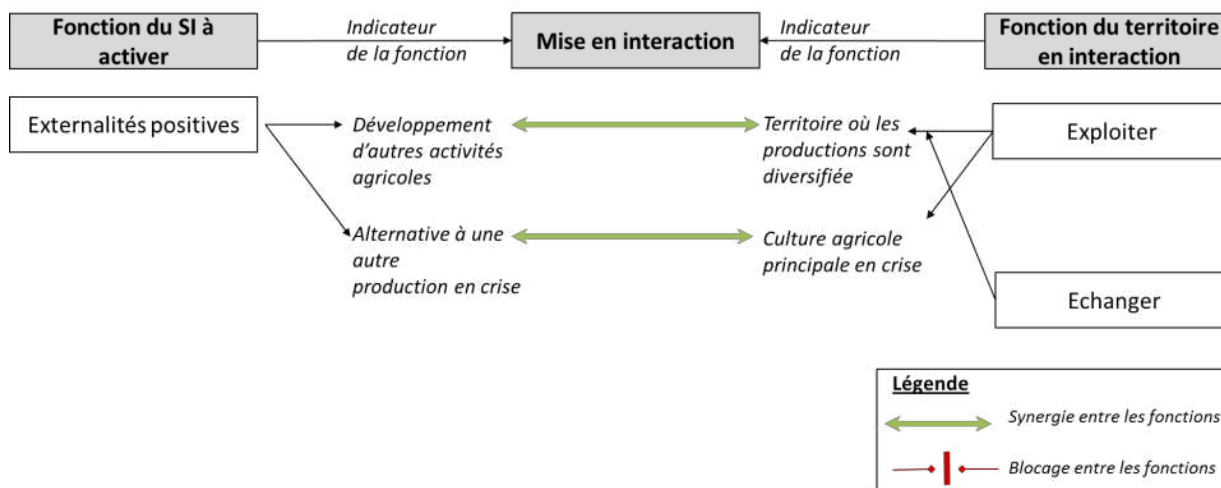 Fonction du SI à
activer
Indicateur
de la fonction
Mise en interaction
Indicateur
de la fonction
Fonction du territoire
en interaction
Externalités positives
Développement
d'autres activités
agricoles
Territoire où les
productions sont
diversifiée
Exploiter
Alternative à une
autre
production en crise
Culture agricole
principale en crise
Echanger
Légende
Synergie entre les fonctions
Blocage entre les fonctions